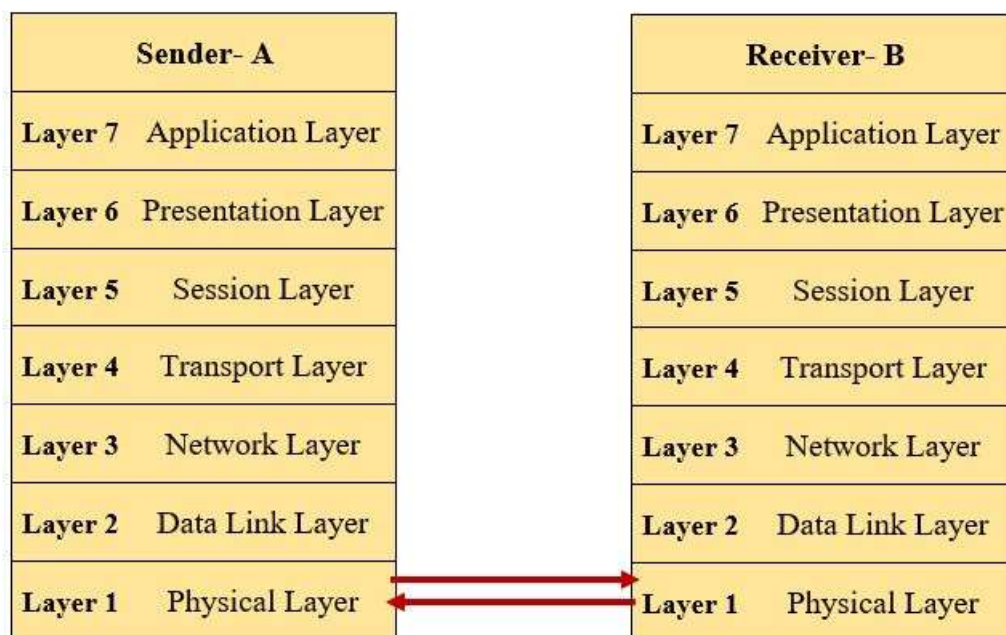 Sender- A
Layer 7 Application Layer
Layer 6 Presentation Layer
Layer 5 Session Layer
Layer 4 Transport Layer
Layer 3 Network Layer
Layer 2 Data Link Layer
Layer 1 Physical Layer
Receiver- B
Layer 7 Application Layer
Layer 6 Presentation Layer
Layer 5 Session Layer
Layer 4 Transport Layer
Layer 3 Network Layer
Layer 2 Data Link Layer
Layer 1 Physical Layer